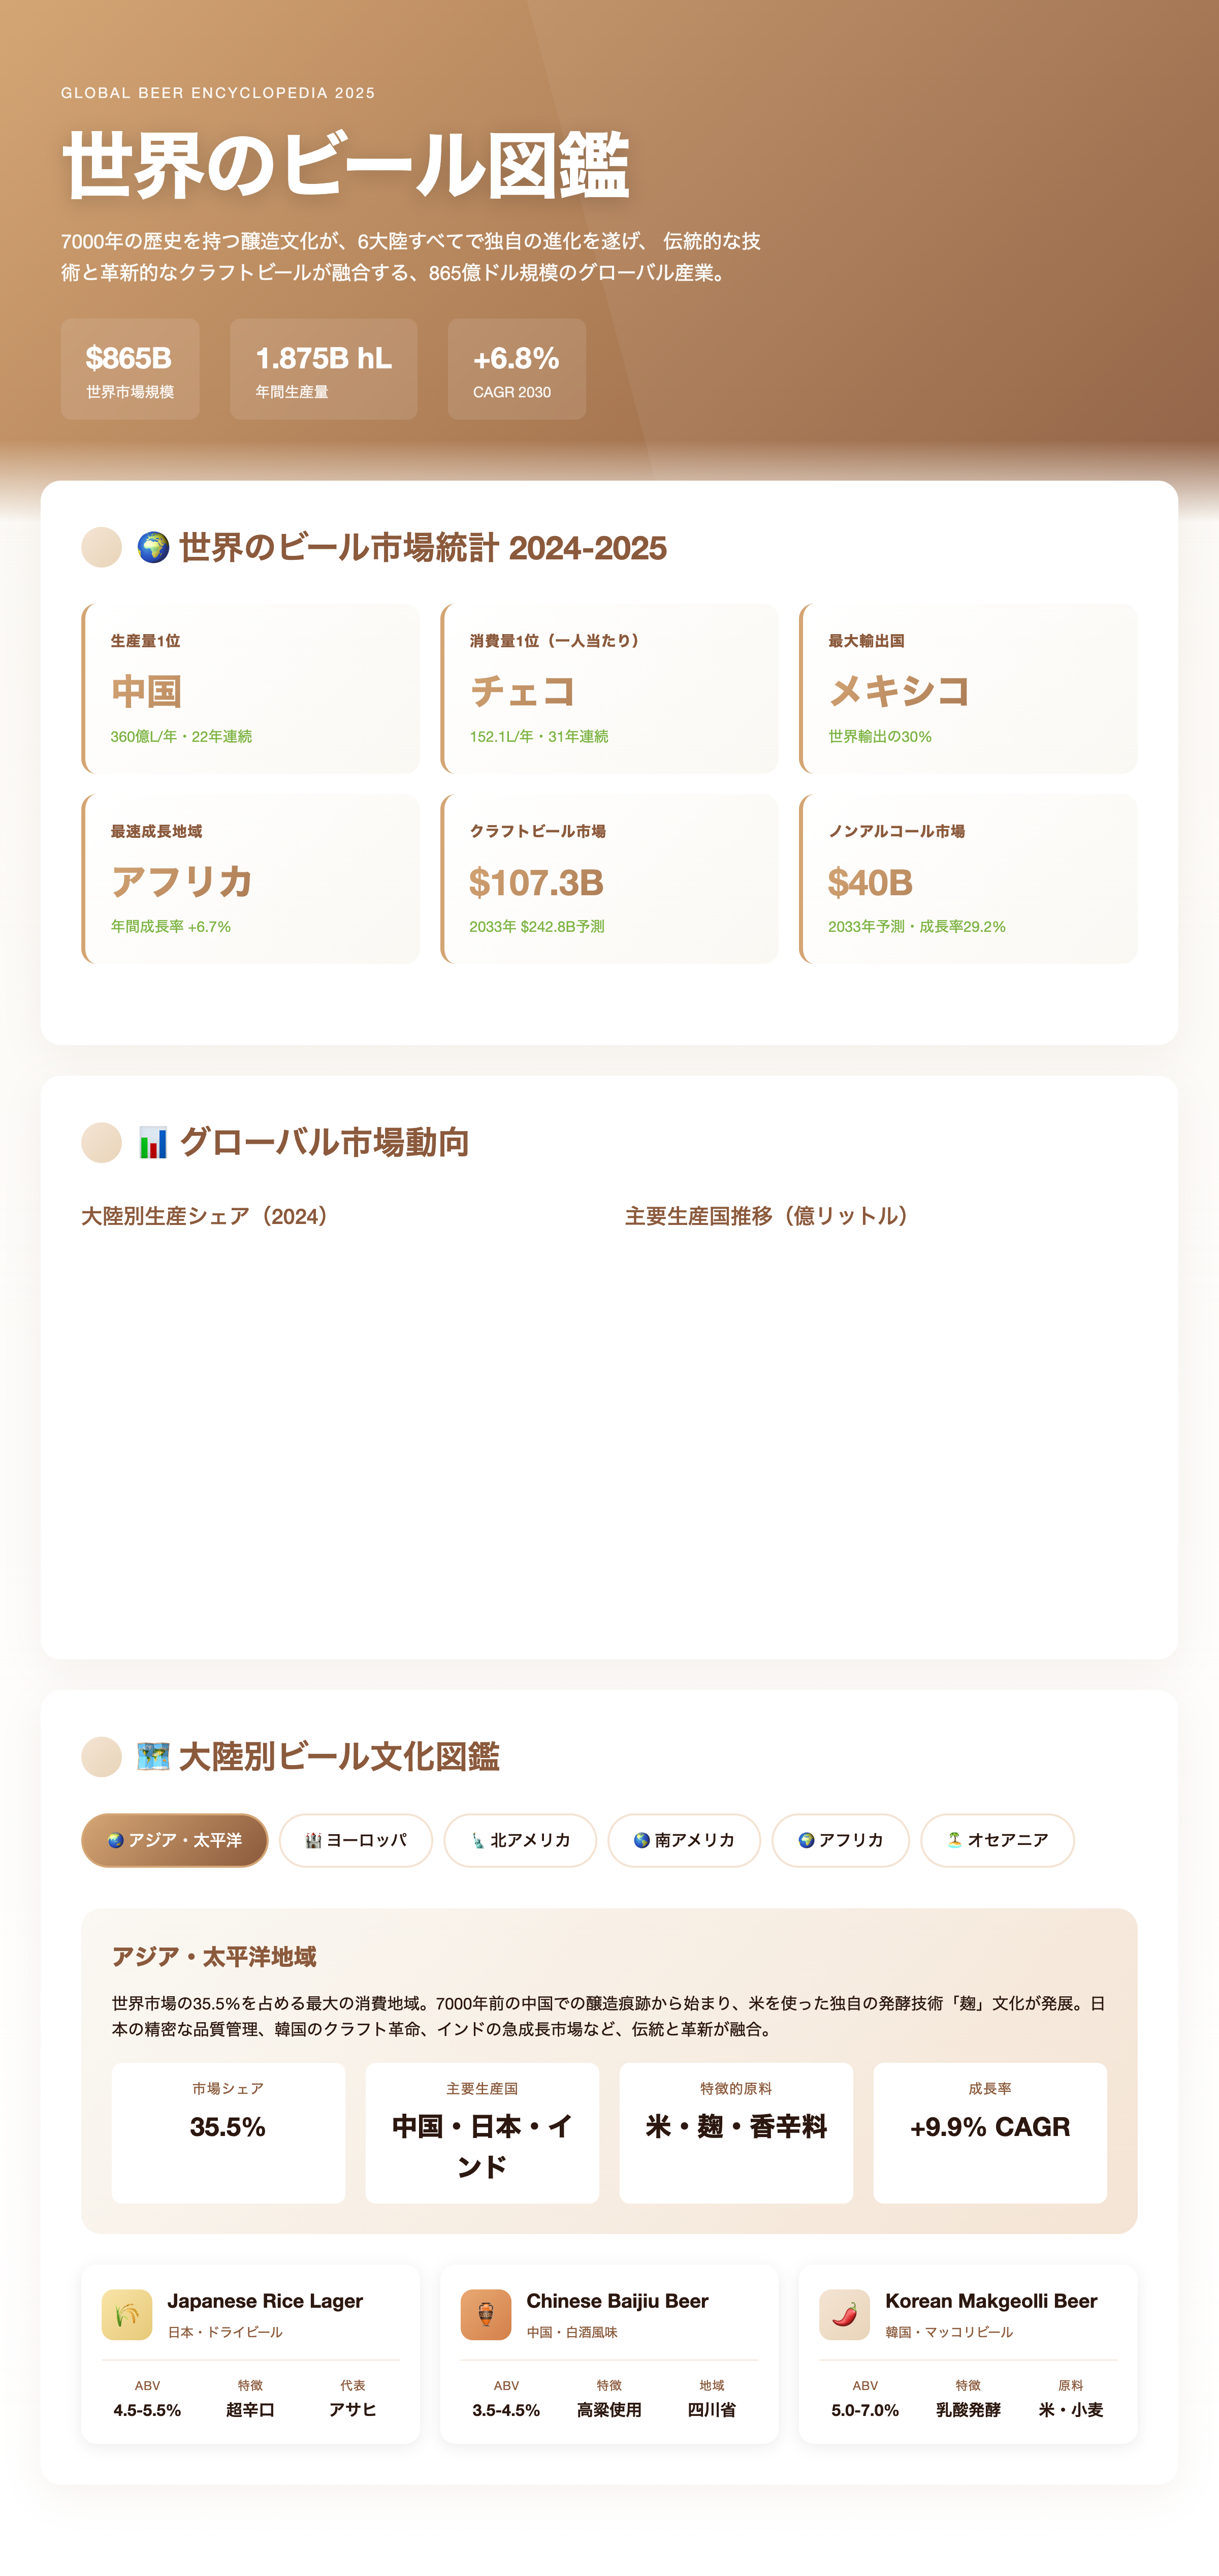 GLOBAL BEER ENCYCLOPEDIA 2025
世界のビール図鑑
7000年の歴史を持つ醸造文化が、6大陸すべてで独自の進化を遂げ、 伝統的な技
術と革新的なクラフトビールが融合する、865億ドル規模のグローバル産業。
$865B
世界市場規模
1.875B hL
年間生産量
+6.8%
CAGR 2030
🌍 世界のビール市場統計 2024-2025
生産量1位
中国
360億L/年・22年連続
消費量1位（一人当たり）
チェコ
152.1L/年・31年連続
最大輸出国
メキシコ
世界輸出の30%
最速成長地域
アフリカ
年間成長率 +6.7%
クラフトビール市場
$107.3B
2033年 $242.8B予測
ノンアルコール市場
$40B
2033年予測・成長率29.2%
📊 グローバル市場動向
大陸別生産シェア（2024）
主要生産国推移（億リットル）
🗺️ 大陸別ビール文化図鑑
🌏 アジア・太平洋
🏰 ヨーロッパ
🗽 北アメリカ
🌎 南アメリカ
🌍 アフリカ
🏝️ オセアニア
アジア・太平洋地域
世界市場の35.5%を占める最大の消費地域。7000年前の中国での醸造痕跡から始まり、米を使った独自の発酵技術「麹」文化が発展。日
本の精密な品質管理、韓国のクラフト革命、インドの急成長市場など、伝統と革新が融合。
市場シェア
35.5%
主要生産国
中国・日本・イ
ンド
特徴的原料
米・麹・香辛料
成長率
+9.9% CAGR
Japanese Rice Lager
日本・ドライビール
ABV
4.5-5.5%
特徴
超辛口
代表
アサヒ
Chinese Baijiu Beer
中国・白酒風味
ABV
3.5-4.5%
特徴
高粱使用
地域
四川省
Korean Makgeolli Beer
韓国・マッコリビール
ABV
5.0-7.0%
特徴
乳酸発酵
原料
米・小麦